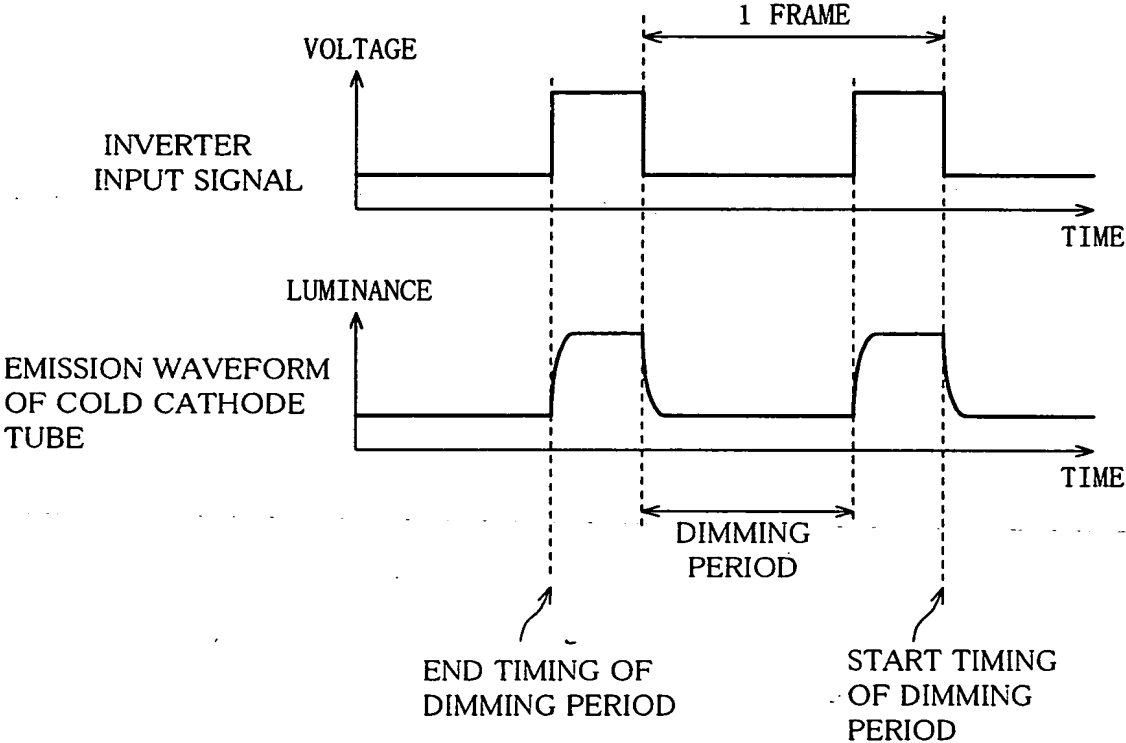 1 FRAME
VOLTAGE
INVERTER
INPUT SIGNAL
TIME
LUMINANCE
EMISSION WAVEFORM
OF COLD CATHODE
TUBE
TIME
DIMMING
PERIOD
END TIMING OF
DIMMING PERIOD
START TIMING
OF DIMMING
PERIOD